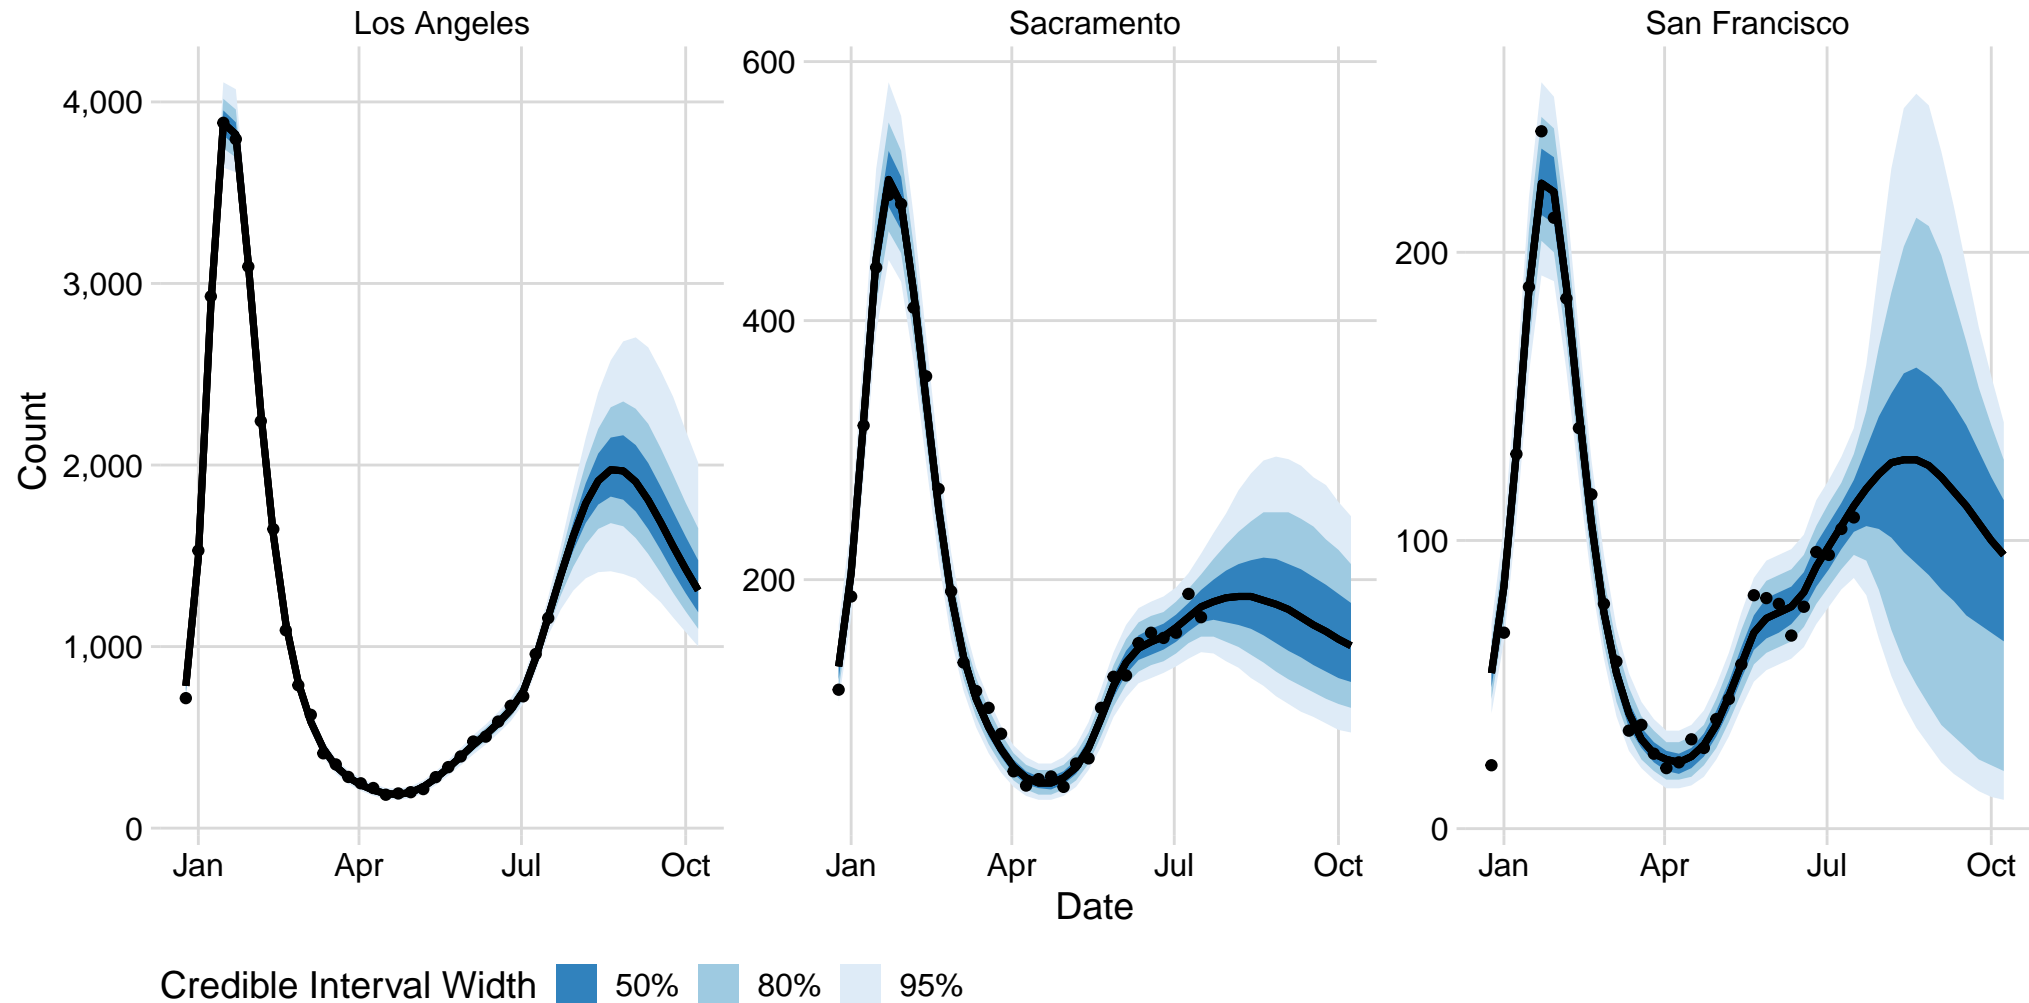 Los Angeles
Sacramento
San Francisco
Count
4,000
3,000
2,000
1,000
0
Jan Apr Jul Oct
600
400
200
Jan Apr Jul Oct
200
100
0
Jan Apr Jul Oct
Date
Credible Interval Width 50% 80% 95%